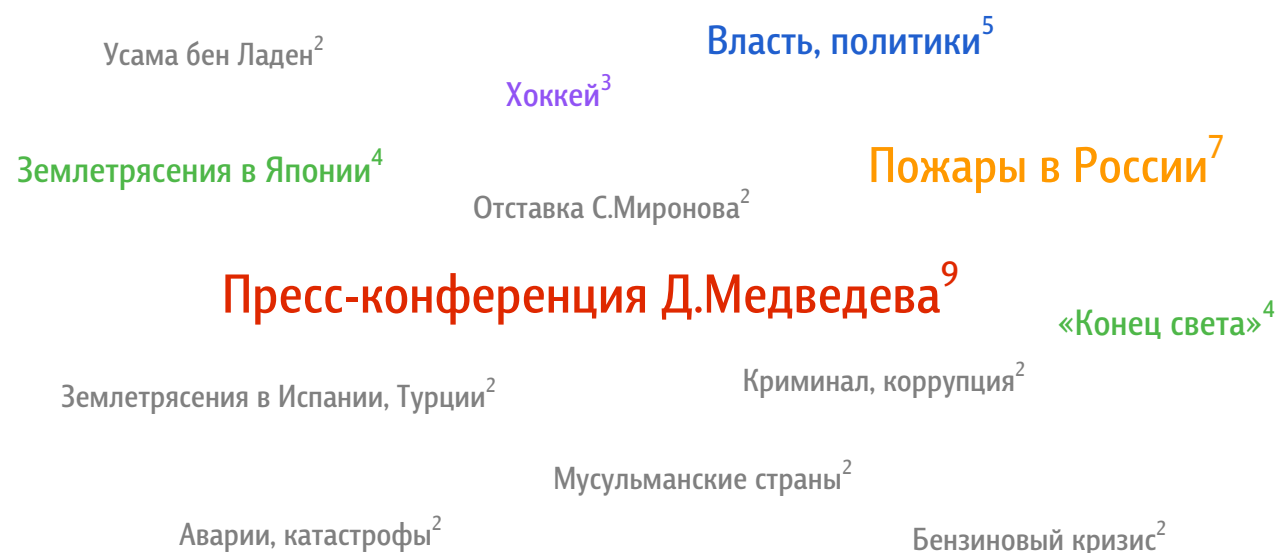 Усама бен Ладен²
Власть, политики⁵
Хоккей³
Землетрясения в Японии⁴
Пожары в России⁷
Отставка С.Миронова²
Пресс-конференция Д.Медведева⁹
«Конец света»⁴
Землетрясения в Испании, Турции²
Криминал, коррупция²
Мусульманские страны²
Аварии, катастрофы²
Бензиновый кризис²